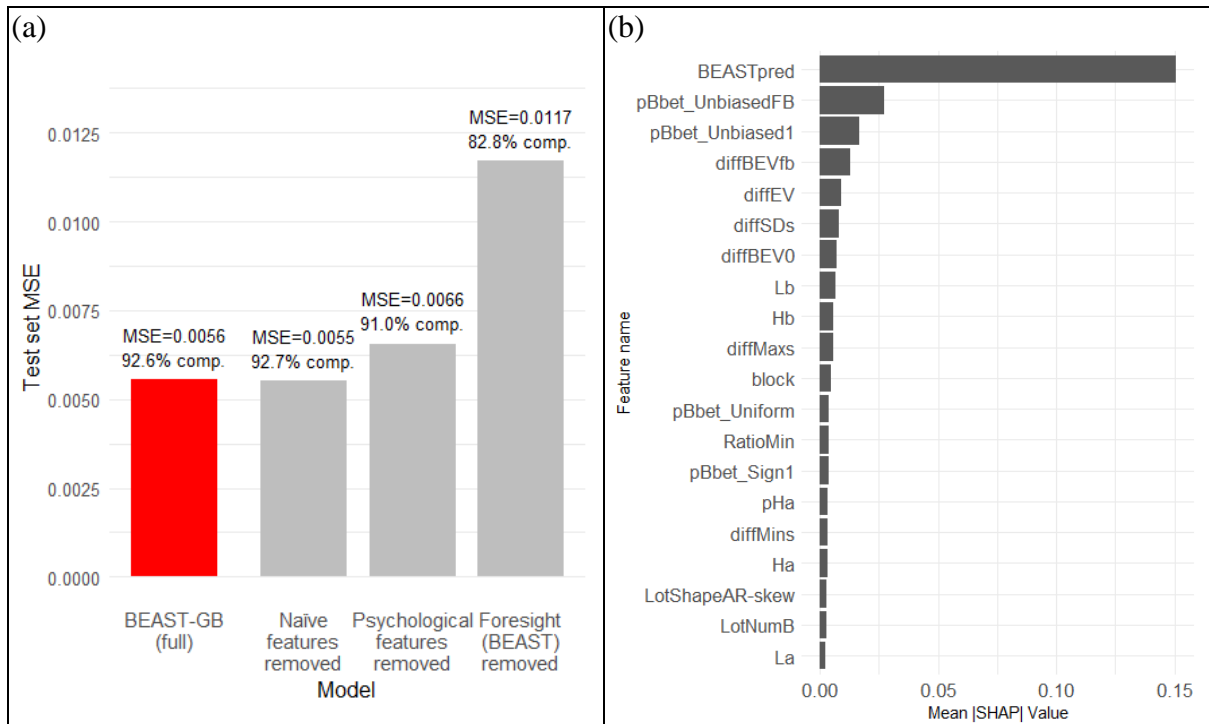 (a)
MSE=0.0117
82.8% comp.
0.0125
0.0100
MSE=0.0066
91.0% comp.
0.0075
MSE=0.0056
92.6% comp.
MSE=0.0055
92.7% comp.
0.0050
0.0025
0.0000
Test set MSE
BEAST-GB
(full)
Naïve
features
removed
Psychological
features
removed
Foresight
(BEAST)
removed
Model
(b)
Feature name
BEASTpred
pBbet_UnbiasedFB
pBbet_Unbiased1
diffBEVfb
diffEV
diffSDs
diffBEV0
Lb
Hb
diffMaxs
block
pBbet_Uniform
RatioMin
pBbet_Sign1
pHa
diffMins
Ha
LotShapeAR-skew
LotNumB
La
0.00 0.05 0.10 0.15
Mean |SHAP| Value